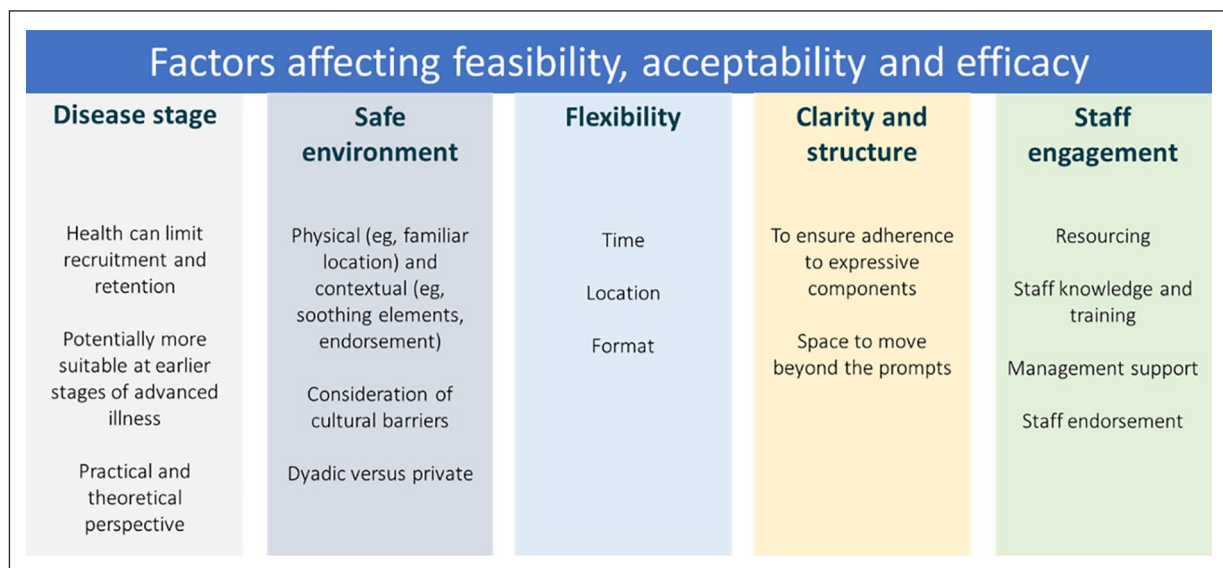 Factors affecting feasibility, acceptability and efficacy
Disease stage
Health can limit
recruitment and
retention
Potentially more
suitable at earlier
stages of advanced
illness
Practical and
theoretical
perspective
Safe
environment
Physical (eg, familiar
location) and
contextual (eg,
soothing elements,
endorsement)
Consideration of
cultural barriers
Dyadic versus private
Flexibility
Time
Location
Format
Clarity and
structure
To ensure adherence
to expressive
components
Space to move
beyond the prompts
Staff
engagement
Resourcing
Staff knowledge and
training
Management support
Staff endorsement